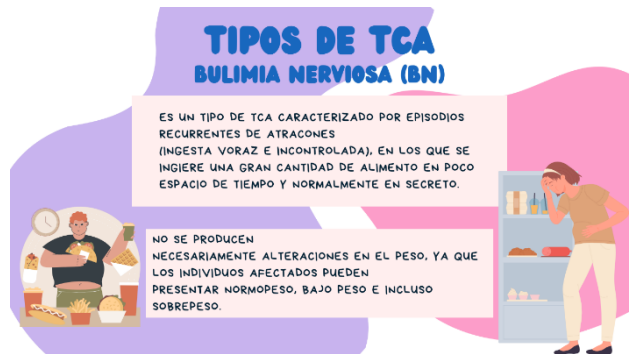 TIPOS DE TCA
BULIMIA NERVIOSA (BN)
ES UN TIPO DE TCA CARACTERIZADO POR EPISODIOS
RECURRENTES DE ATRACONES
(INGESTA VORAZ E INCONTROLADA), EN LOS QUE SE
INGIERE UNA GRAN CANTIDAD DE ALIMENTO EN POCO
ESPACIO DE TIEMPO Y NORMALMENTE EN SECRETO.
NO SE PRODUCEN
NECESARIAMENTE ALTERACIONES EN EL PESO, YA QUE
LOS INDIVIDUOS AFECTADOS PUEDEN
PRESENTAR NORMOPESO, BAJO PESO E INCLUSO
SOBREPESO.